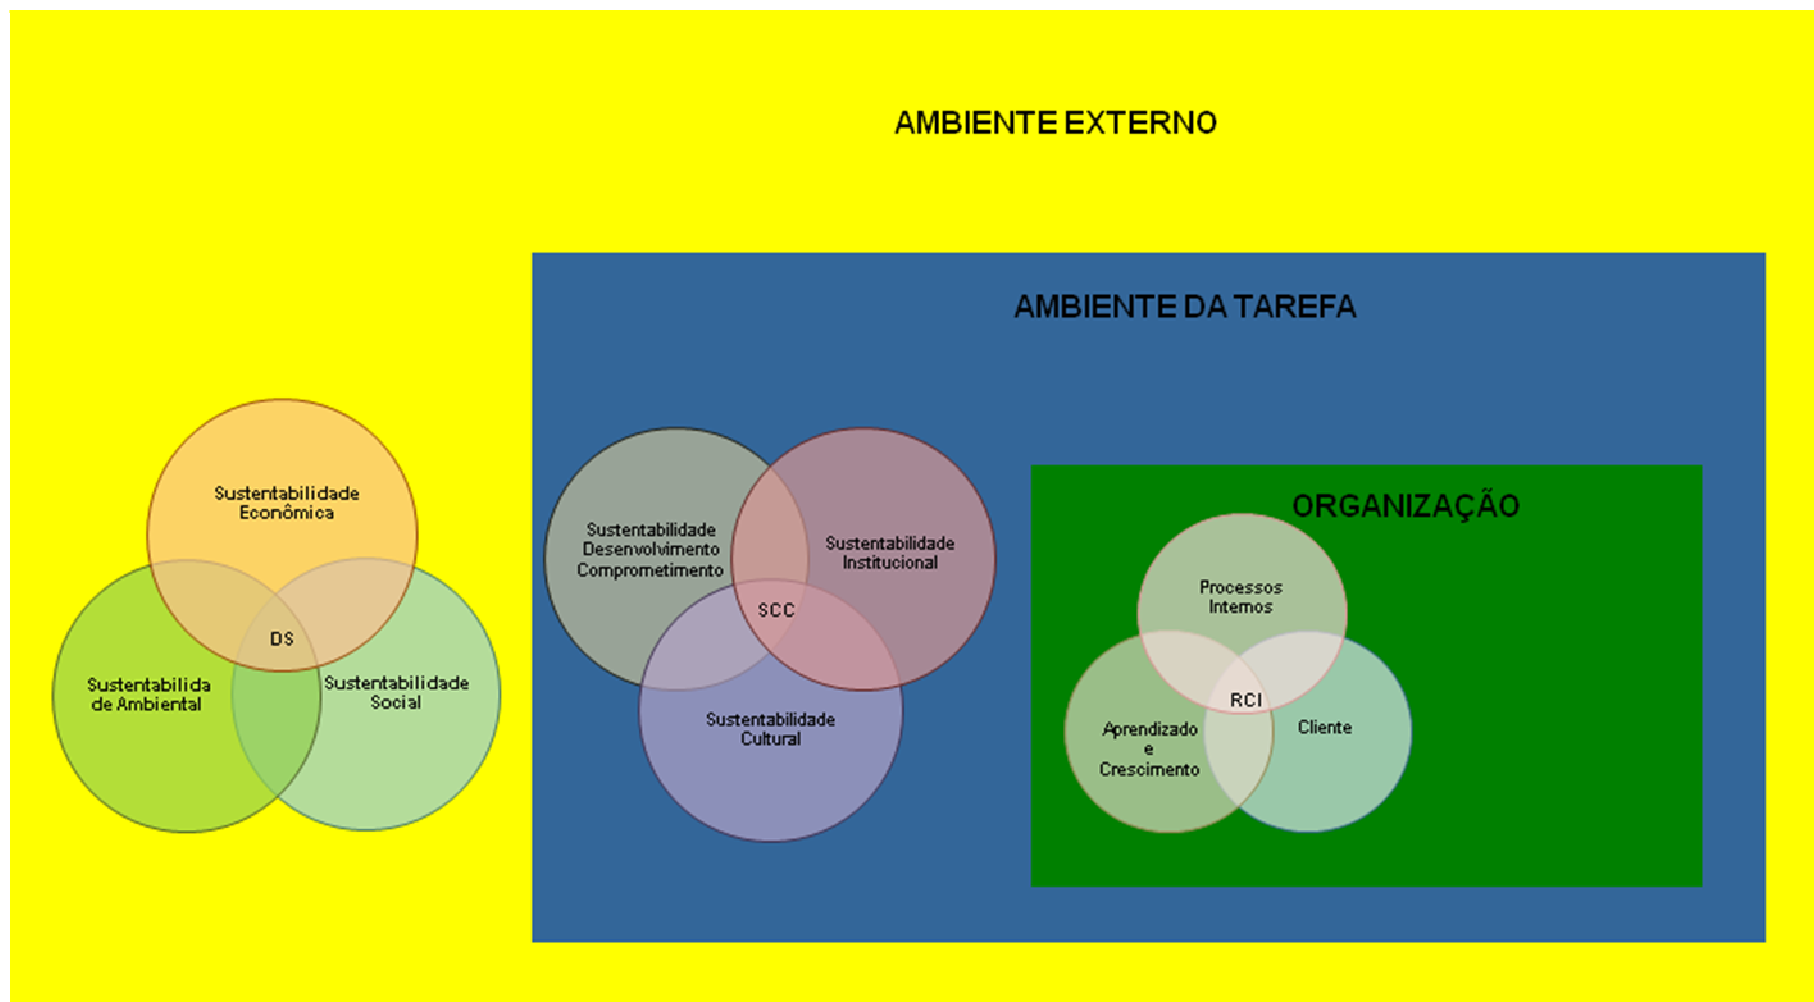 AMBIENTE EXTERNO
AMBIENTE DA TAREFA
ORGANIZAÇÃO
Sustentabilidade
Econômica
DS
Sustentabilida
de Ambiental
Sustentabilidade
Social
Sustentabilidade
Desenvolvimento
Comprometimento
Sustentabilidade
Institucional
SCC
Sustentabilidade
Cultural
Processos
Internos
RCI
Aprendizado
e
Crescimento
Cliente